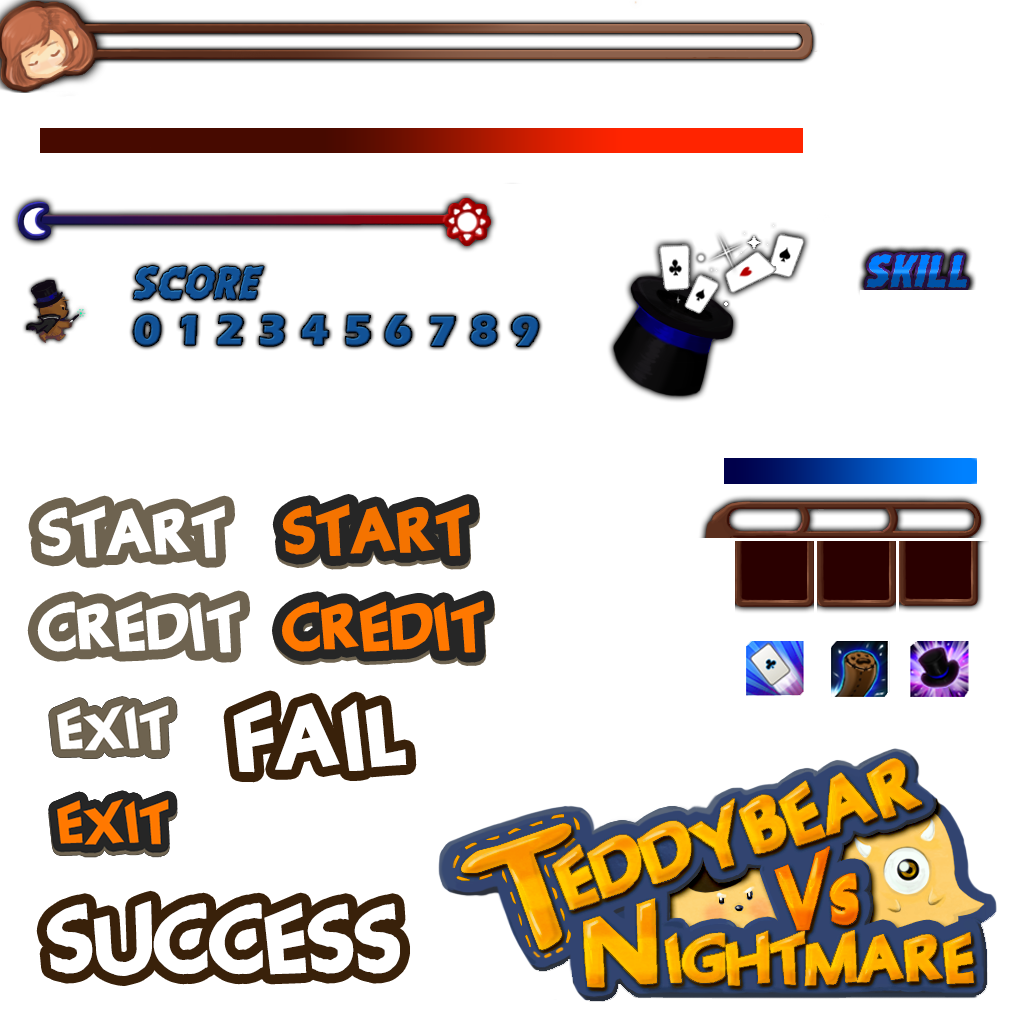 SCORE
0 1 2 3 4 5 6 7 8 9
SKILL
START START
CREDIT CREDIT
EXIT
FAIL
EXIT
SUCCESS
TEDDYBEAR
Vs
NIGHTMARE